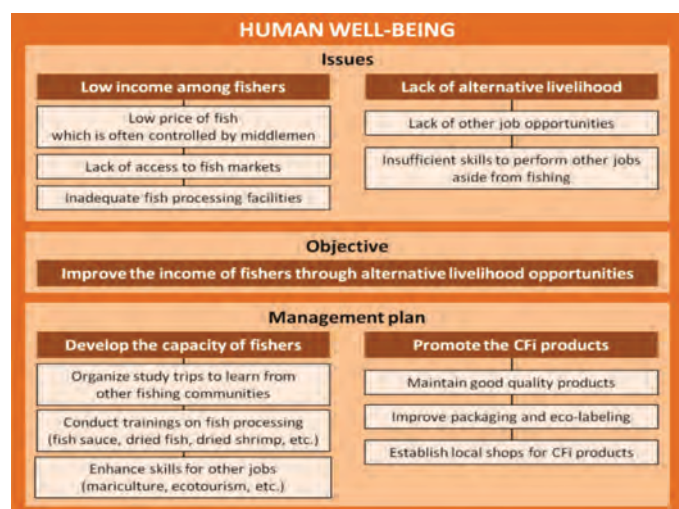 HUMAN WELL-BEING
Issues
Low income among fishers
Low price of fish
which is often controlled by middlemen
Lack of access to fish markets
Inadequate fish processing facilities
Lack of alternative livelihood
Lack of other job opportunities
Insufficient skills to perform other jobs
aside from fishing
Objective
Improve the income of fishers through alternative livelihood opportunities
Management plan
Develop the capacity of fishers
Organize study trips to learn from
other fishing communities
Conduct trainings on fish processing
(fish sauce, dried fish, dried shrimp, etc.)
Enhance skills for other jobs
(mariculture, ecotourism, etc.)
Promote the CFi products
Maintain good quality products
Improve packaging and eco-labeling
Establish local shops for CFi products